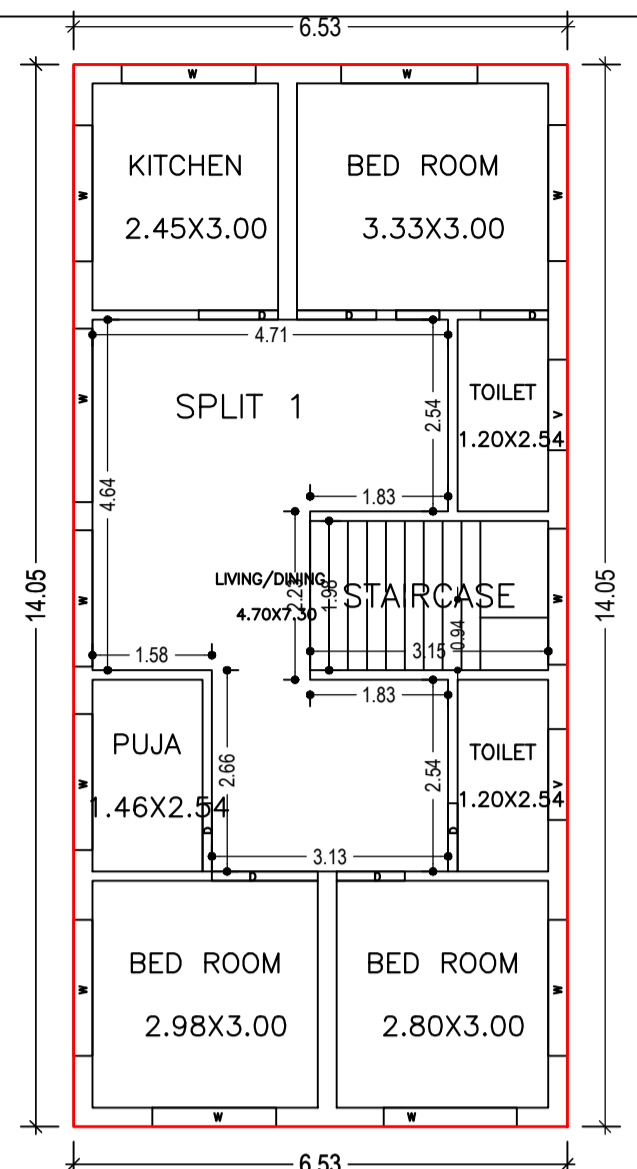 6.53
W
W
KITCHEN
BED ROOM
2.45X3.00
3.33X3.00
W
W
D
D
D
4.71
SPLIT 1
TOILET
1.20X2.54
W
V
2.54
4.64
1.83
14.05
14.05
LIVING/DINING
4.70X7.30
2.23
1.98
STAIRCASE
W
W
0.94
3.15
1.58
1.83
PUJA
1.46X2.54
TOILET
1.20X2.54
W
V
2.66
2.54
D
D
3.13
D
D
BED ROOM
BED ROOM
2.98X3.00
2.80X3.00
W
W
W
W
6.53